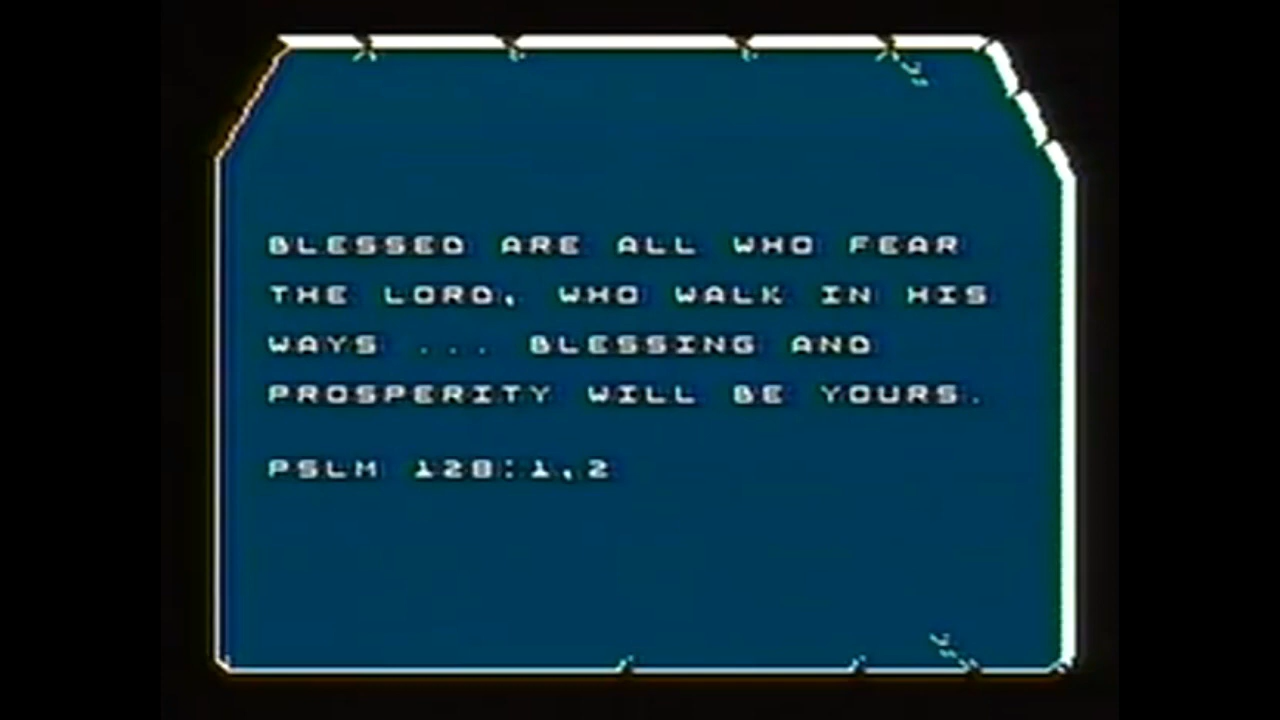 BLESSED ARE ALL WHO FEAR
THE LORD, WHO WALK IN HIS
WAYS ... BLESSING AND
PROSPERITY WILL BE YOURS.
PSLM 128:1,2